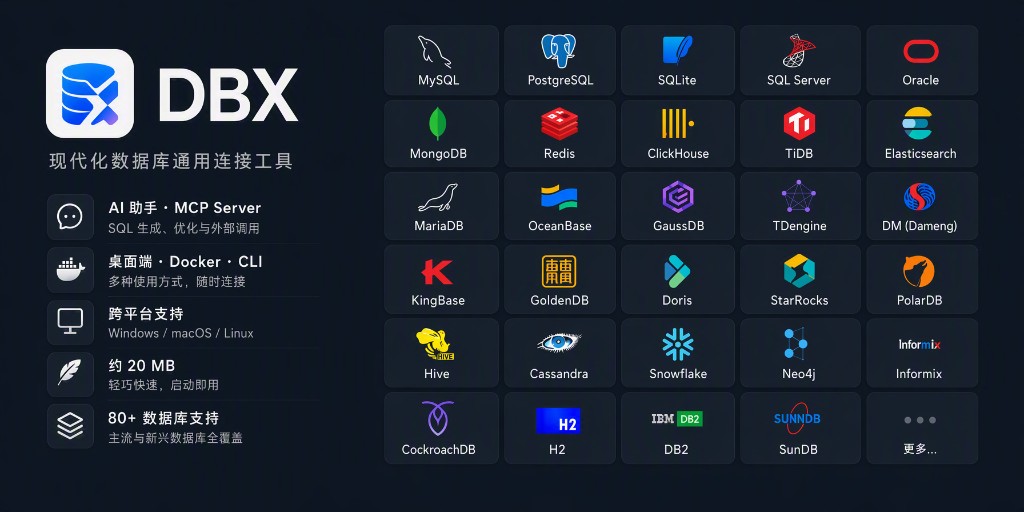 DBX
现代化数据库通用连接工具
AI 助手 · MCP Server
SQL 生成、优化与外部调用
桌面端 · Docker · CLI
多种使用方式，随时连接
跨平台支持
Windows / macOS / Linux
约 20 MB
轻巧快速，启动即用
80+ 数据库支持
主流与新兴数据库全覆盖
MySQL
PostgreSQL
SQLite
SQL Server
Oracle
MongoDB
Redis
ClickHouse
TiDB
Elasticsearch
MariaDB
OceanBase
GaussDB
TDengine
DM (Dameng)
KingBase
GoldenDB
Doris
StarRocks
PolarDB
HIVE
Hive
Cassandra
Snowflake
Neo4j
Informix
Informix
CockroachDB
H2
H2
IBM DB2
DB2
SUNNDB
SunDB
更多...